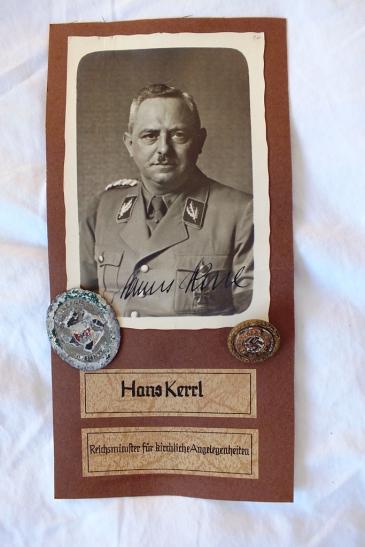 Hans Kerrl
Hans Kerrl
Reichsminister für kirchliche Angelegenheiten